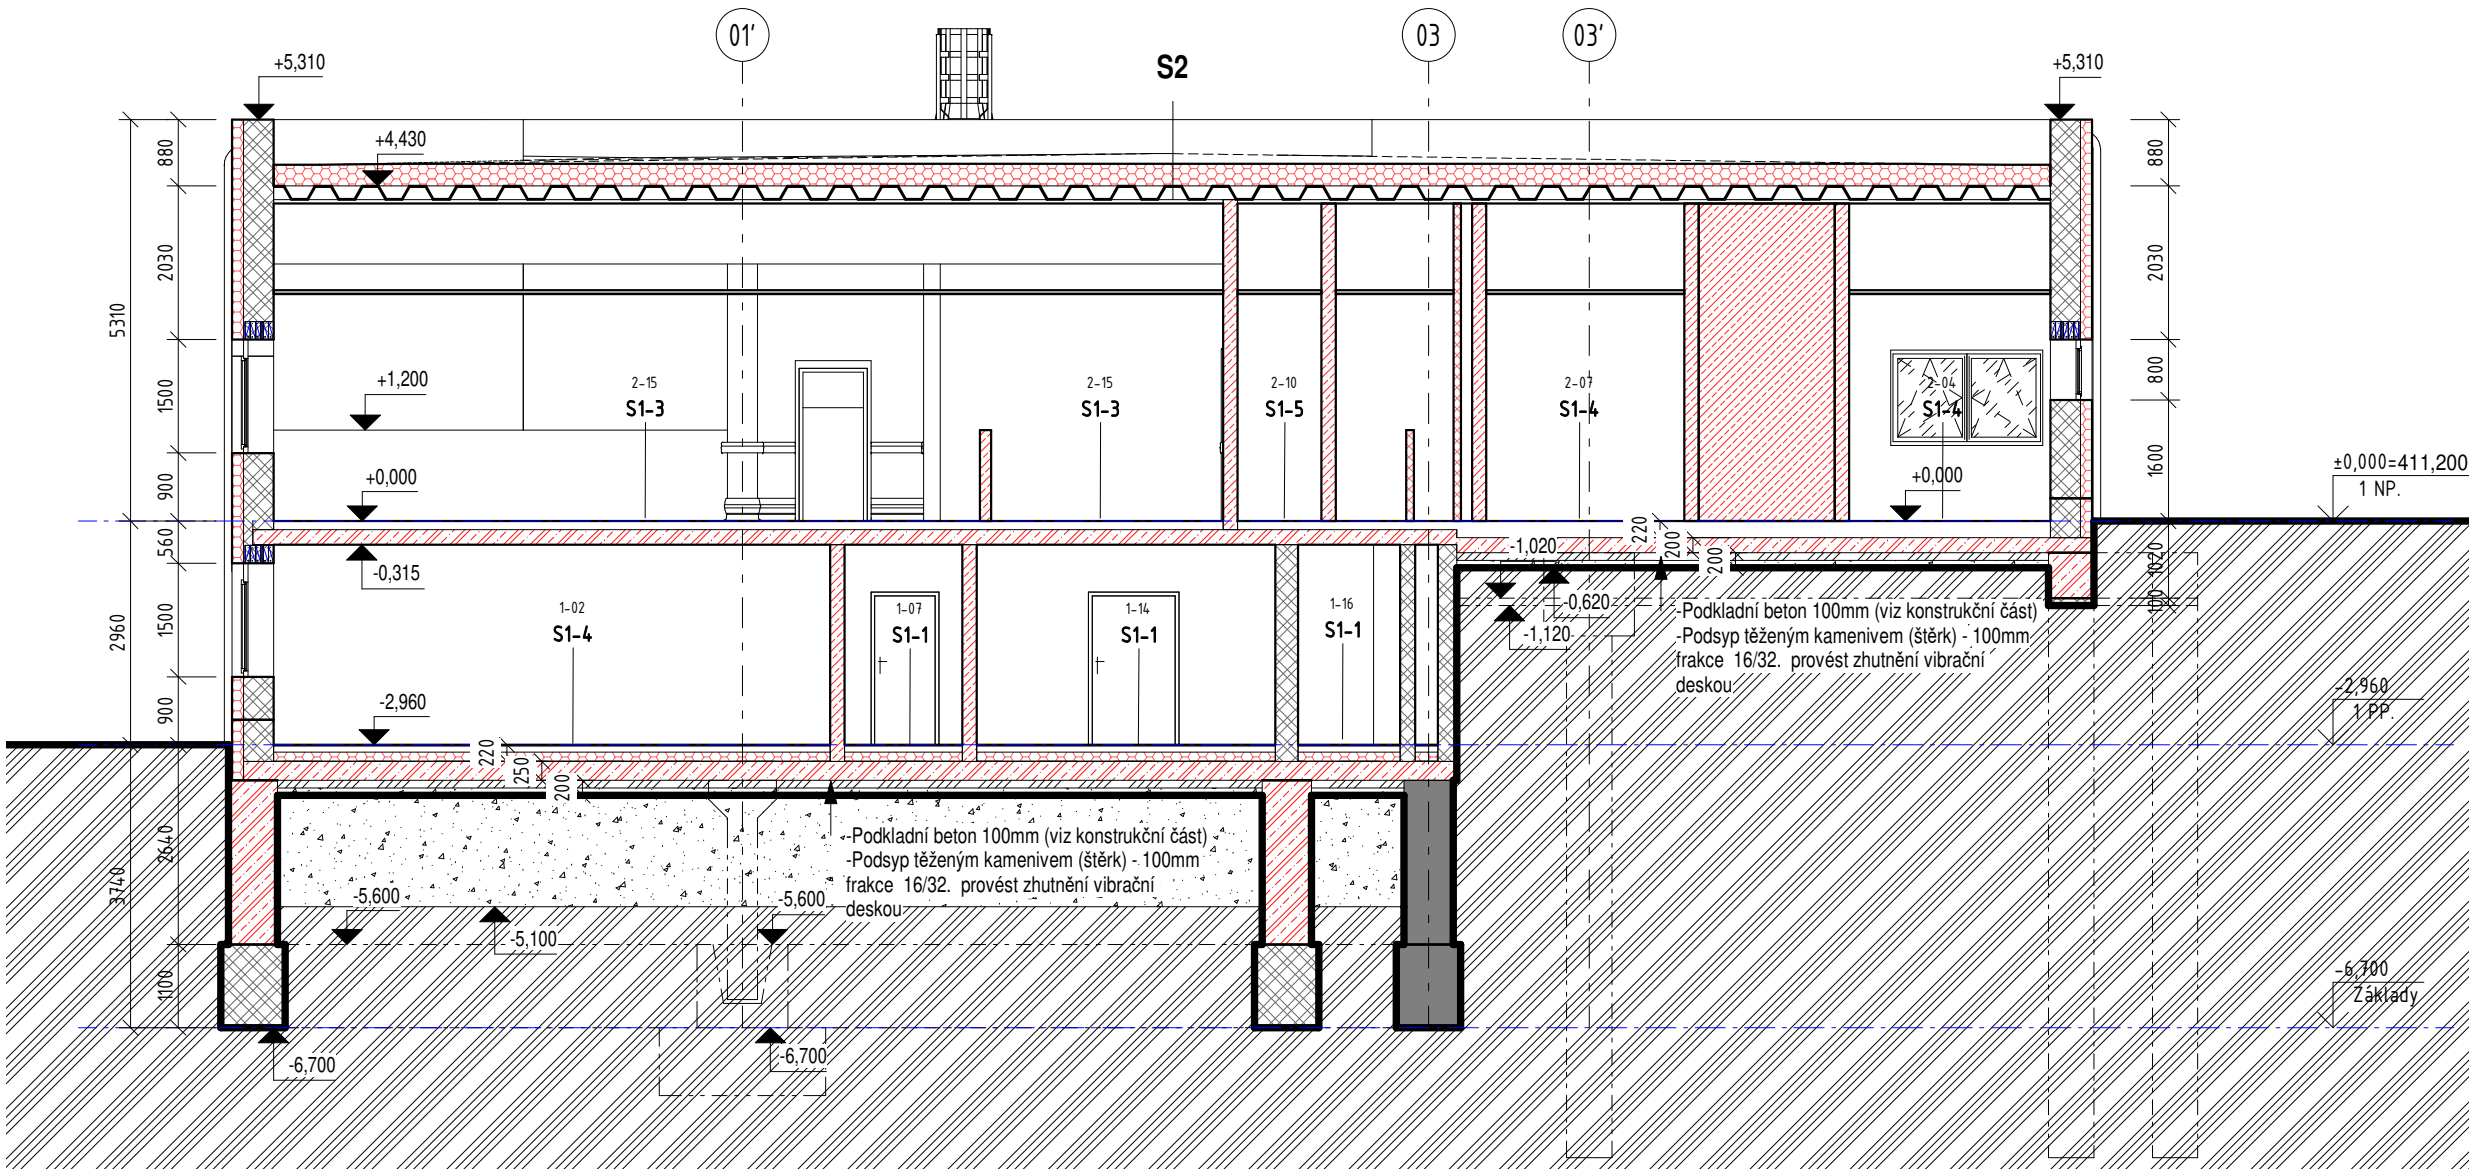 01'
03
03'
S2
+5,310
+5,310
+4,430
880
880
2030
2030
5310
1500
800
+1,200
2-15
S1-3
2-15
S1-3
2-10
S1-5
2-07
S1-4
2-04
S1-4
900
1600
+0,000
+0,000
±0,000=411,200
1 NP.
560
-0,315
220
200
200
-1,020
-0,620
-1,120
1020
100
-Podkladní beton 100mm (viz konstrukční část)
-Podsyp těženým kamenivem (štěrk) - 100mm
frakce 16/32. provést zhutnění vibrační
deskou
2960
1500
1-02
S1-4
1-07
S1-1
1-14
S1-1
1-16
S1-1
900
-2,960
-2,960
1 PP.
220
250
200
-Podkladní beton 100mm (viz konstrukční část)
-Podsyp těženým kamenivem (štěrk) - 100mm
frakce 16/32. provést zhutnění vibrační
deskou
3740
2640
-5,600
-5,100
-5,600
1100
-6,700
-6,700
-6,700
Základy